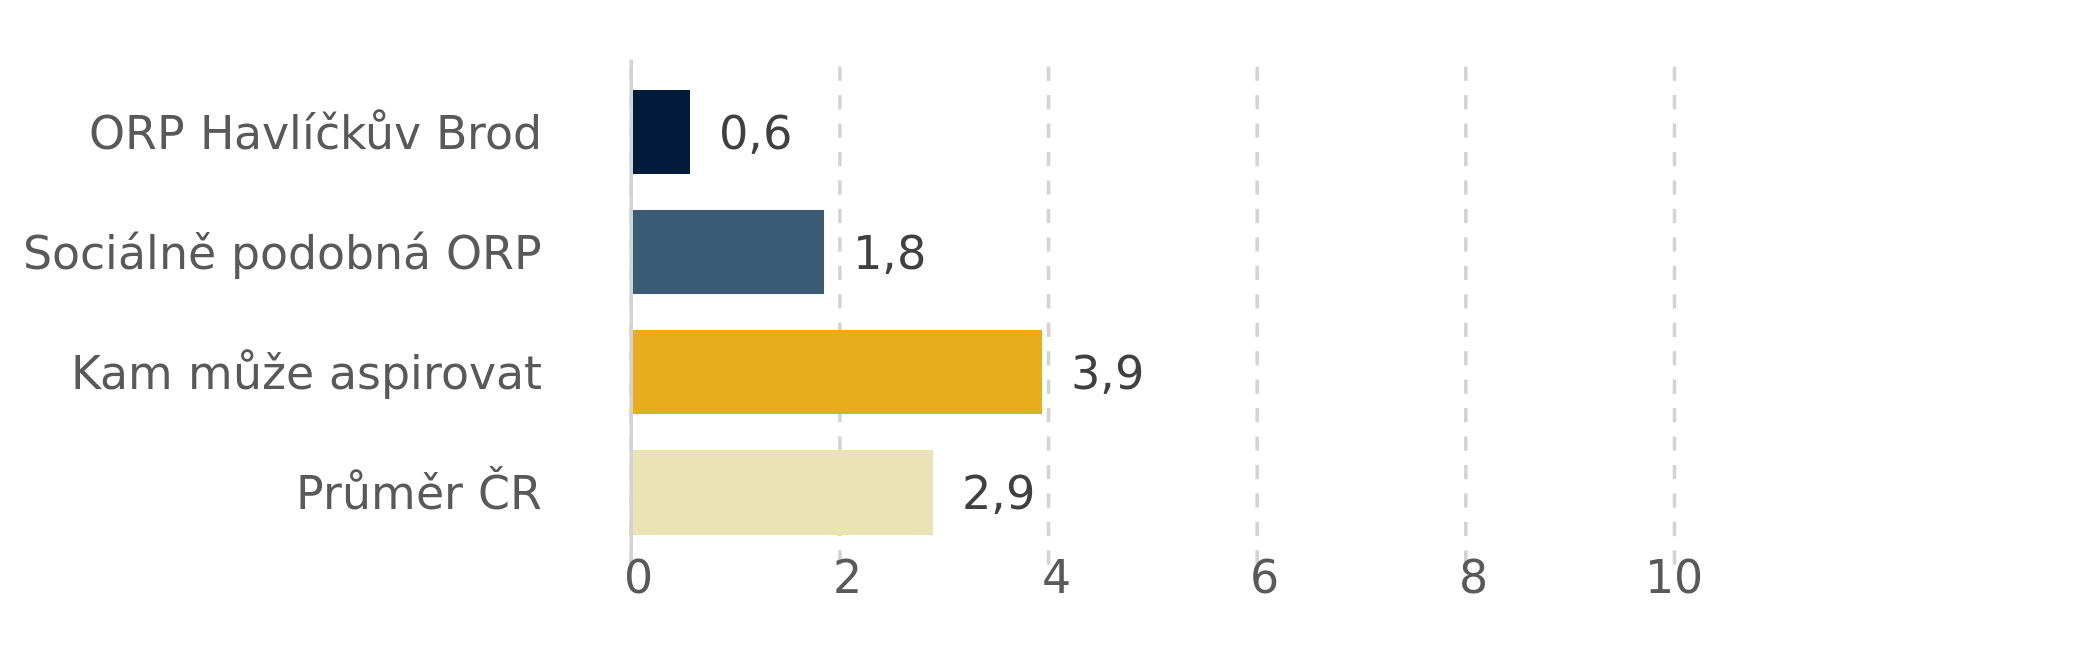 ORP Havlíčkův Brod 0,6
Sociálně podobná ORP 1,8
Kam může aspirovat 3,9
Průměr ČR 2,9
0 2 4 6 8 10